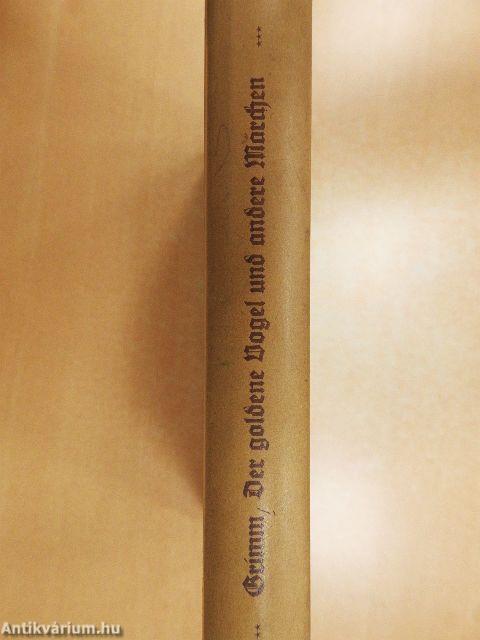 *** Grimm, Der goldene Vogel und andere Märchen ***
Antikvárium.hu